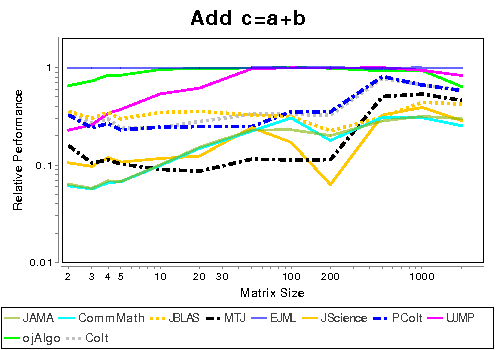 Add c=a+b
Relative Performance
1
0.1
0.01
2 3 4 5 10 20 30 100 200 1000
Matrix Size
JAMA CommMath JBLAS MTJ EJML JScience PColt UJMP
ojAlgo Colt